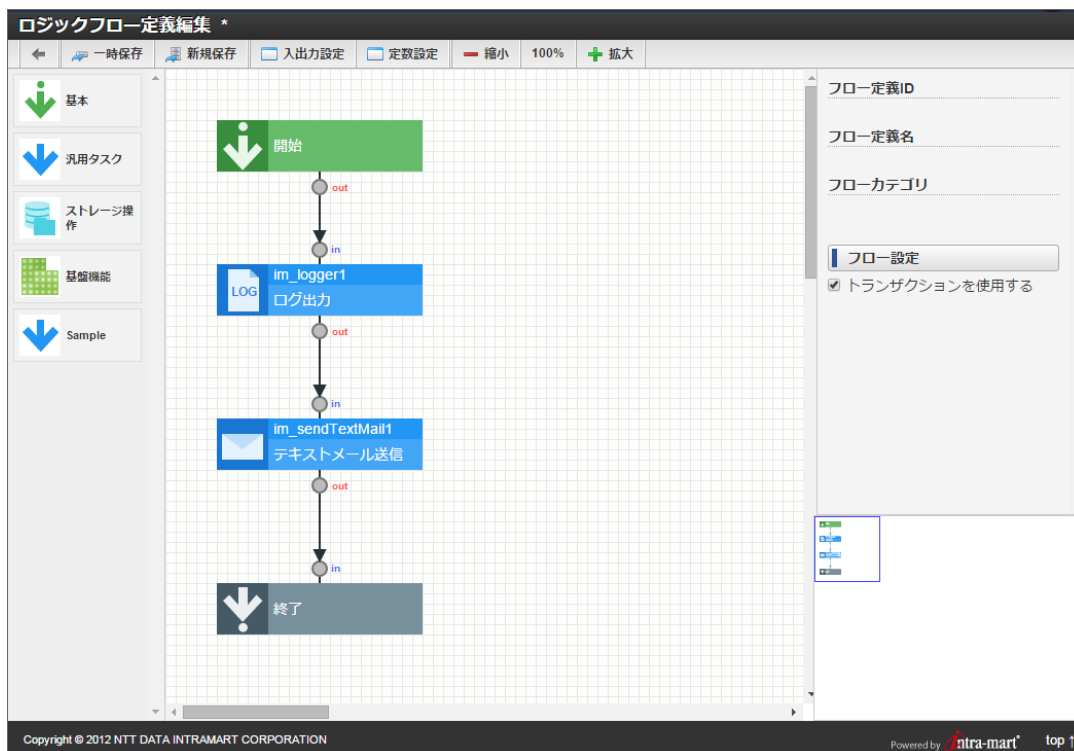 ロジックフロー定義編集 *
一時保存 新規保存 入出力設定 定数設定 縮小 100% 拡大
基本
汎用タスク
ストレージ操
作
基盤機能
Sample
開始
out
in
im_logger1
LOG
ログ出力
out
in
im_sendTextMail1
テキストメール送信
out
in
終了
フロー定義ID
フロー定義名
フローカテゴリ
フロー設定
トランザクションを使用する
Copyright © 2012 NTT DATA INTRAMART CORPORATION
Powered by intra-mart top ↑